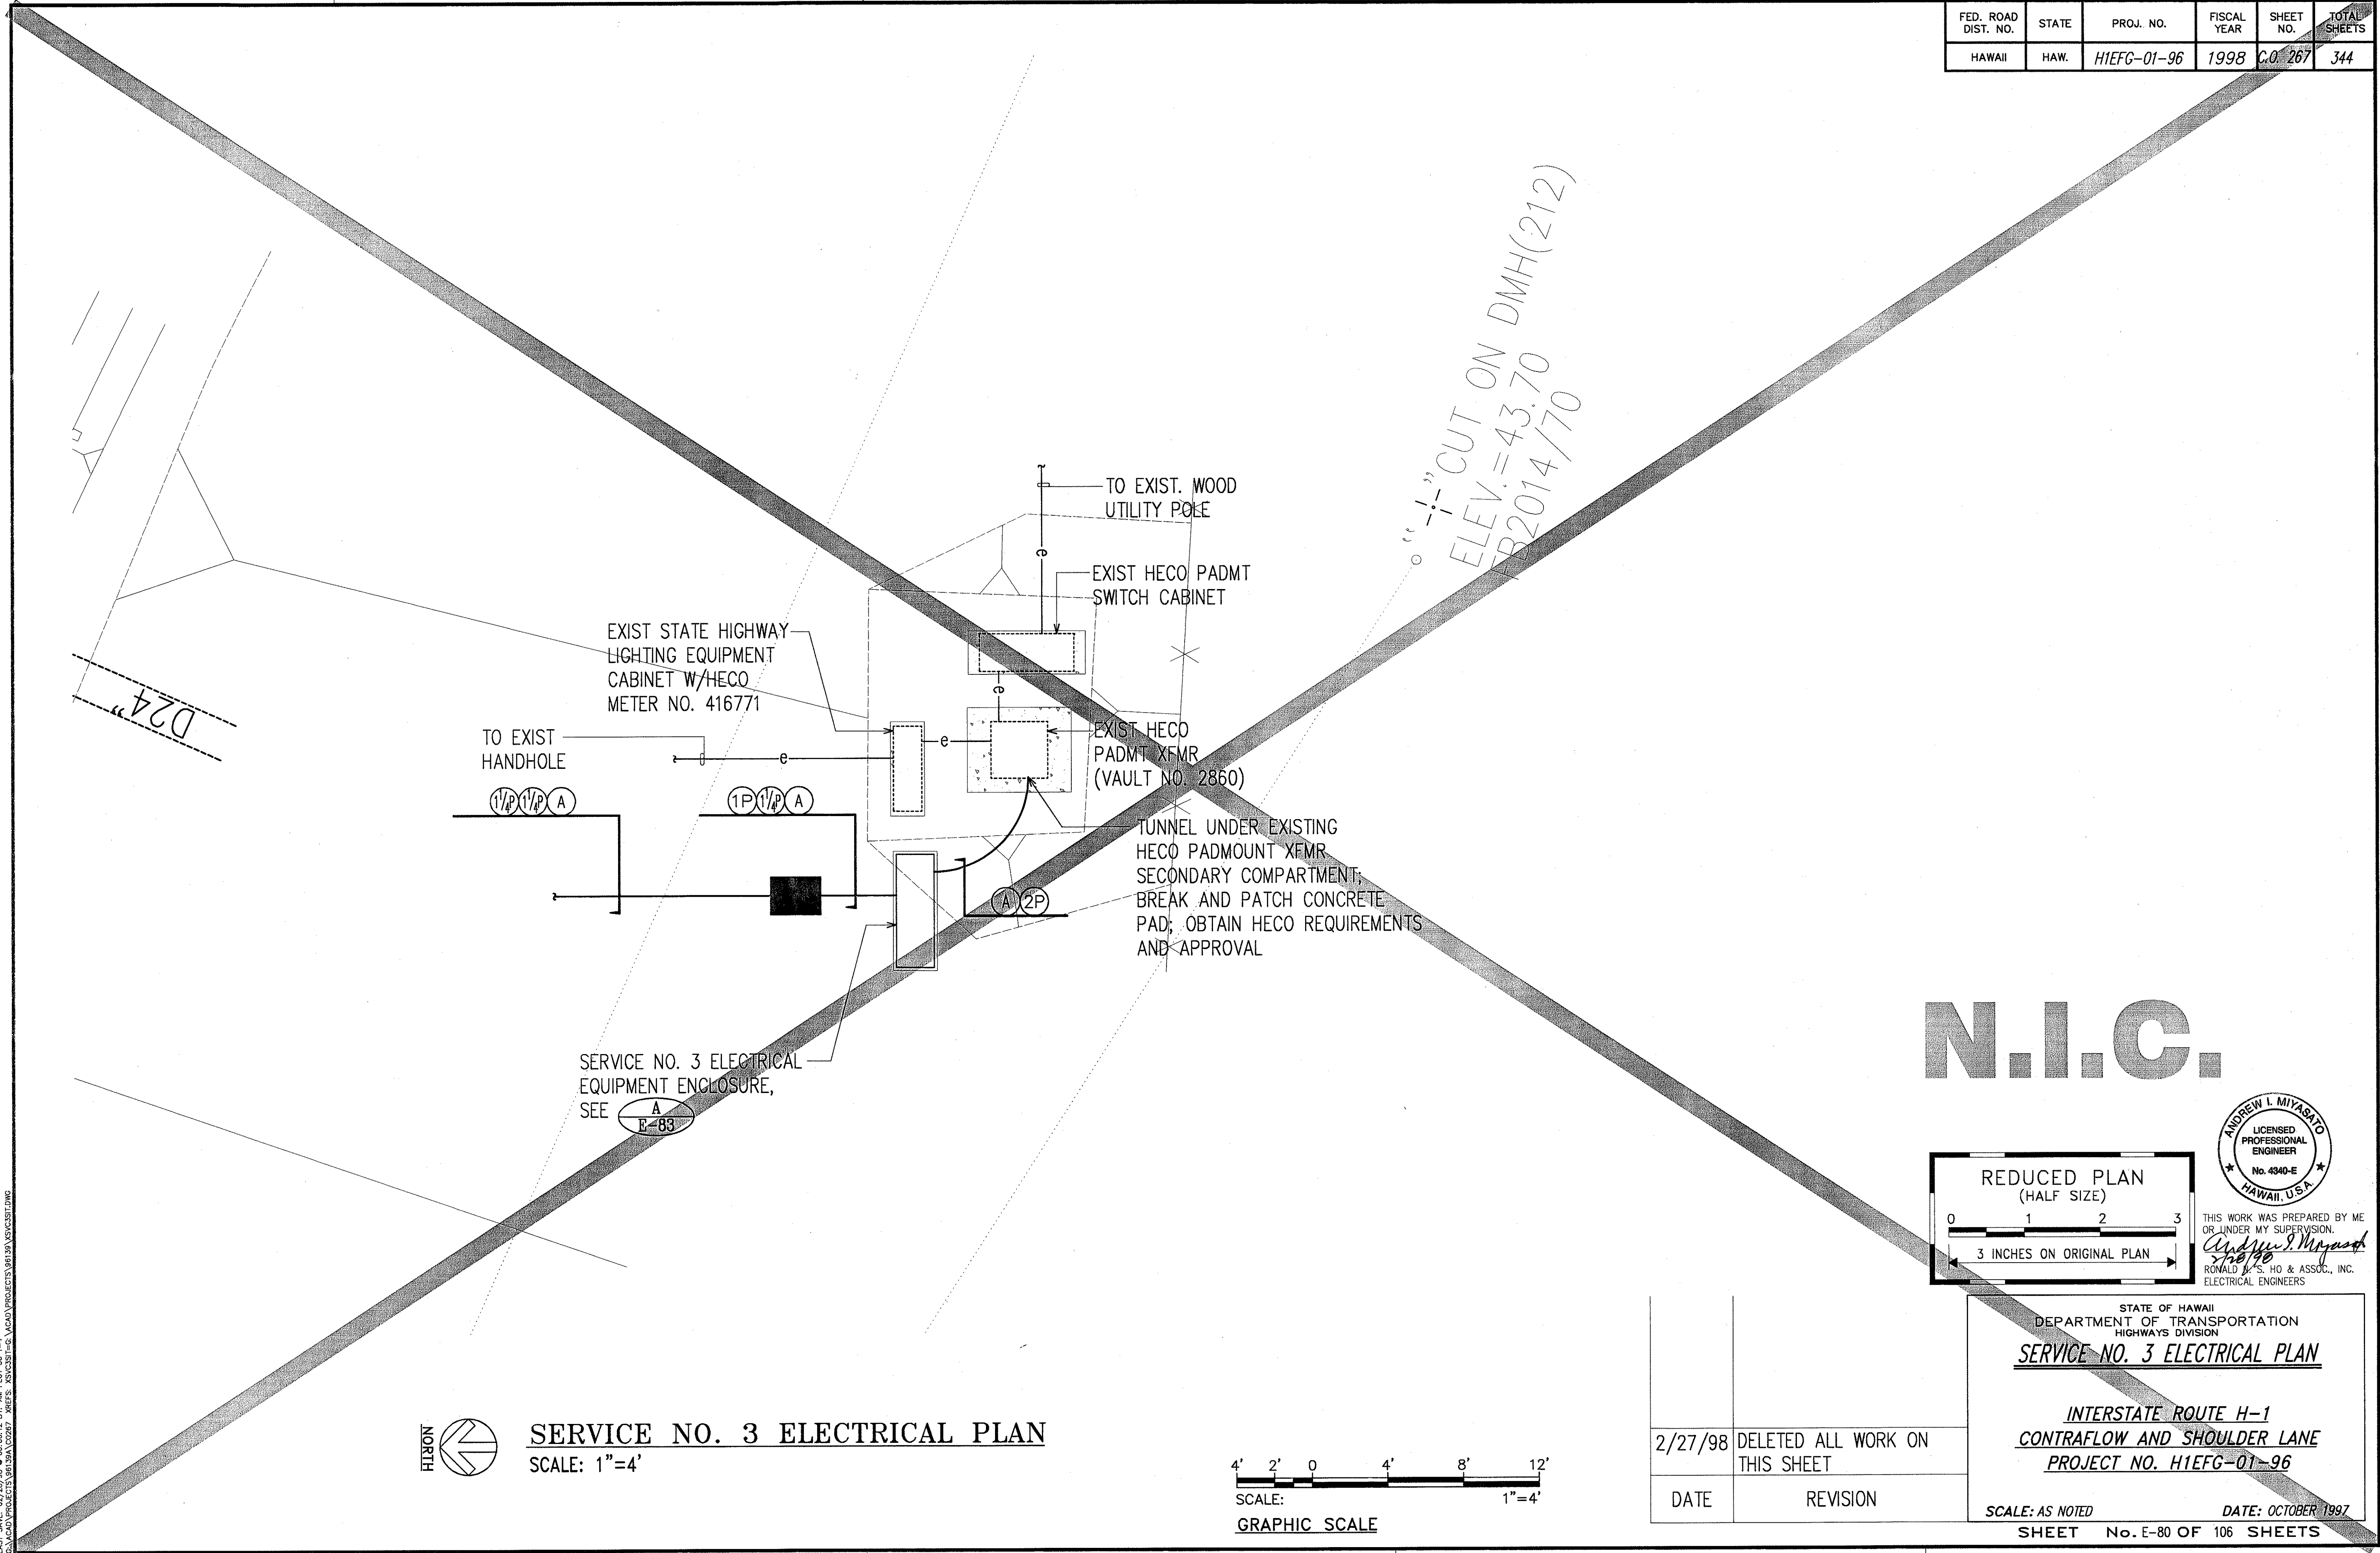 FED. ROAD DIST. NO. STATE PROJ. NO. FISCAL YEAR SHEET NO. TOTAL SHEETS
HAWAII HAW. H1EFG-01-96 1998 C.O. 267 344
"CUT ON DMH(212)
ELEV.=43.70
FB2014/70
TO EXIST. WOOD
UTILITY POLE
e
EXIST HECO PADMT
SWITCH CABINET
EXIST STATE HIGHWAY
LIGHTING EQUIPMENT
CABINET W/HECO
METER NO. 416771
e
D24"
TO EXIST
HANDHOLE
e
e
EXIST HECO
PADMT XFMR
(VAULT NO. 2860)
1¼P 1¼P A
1P 1¼P A
TUNNEL UNDER EXISTING
HECO PADMOUNT XFMR
SECONDARY COMPARTMENT;
BREAK AND PATCH CONCRETE
PAD; OBTAIN HECO REQUIREMENTS
AND APPROVAL
A 2P
SERVICE NO. 3 ELECTRICAL
EQUIPMENT ENCLOSURE,
SEE A
E-83
N.I.C.
ANDREW I. MIYASATO
LICENSED
PROFESSIONAL
ENGINEER
No. 4340-E
HAWAII, U.S.A.
REDUCED PLAN
(HALF SIZE)
0 1 2 3
3 INCHES ON ORIGINAL PLAN
THIS WORK WAS PREPARED BY ME
OR UNDER MY SUPERVISION.
Andrew I. Miyasato
RONALD N.S. HO & ASSOC., INC.
ELECTRICAL ENGINEERS
STATE OF HAWAII
DEPARTMENT OF TRANSPORTATION
HIGHWAYS DIVISION
SERVICE NO. 3 ELECTRICAL PLAN
INTERSTATE ROUTE H-1
CONTRAFLOW AND SHOULDER LANE
PROJECT NO. H1EFG-01-96
SCALE: AS NOTED DATE: OCTOBER 1997
SHEET No. E-80 OF 106 SHEETS
2/27/98 DELETED ALL WORK ON
THIS SHEET
DATE REVISION
NORTH
SERVICE NO. 3 ELECTRICAL PLAN
SCALE: 1"=4'
4' 2' 0 4' 8' 12'
SCALE: 1"=4'
GRAPHIC SCALE